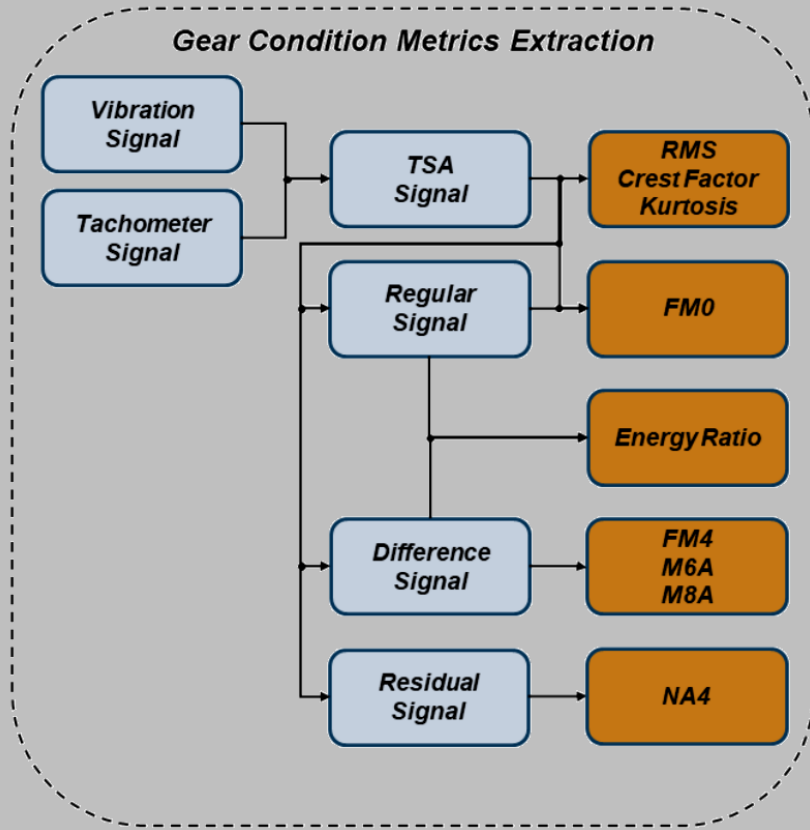 Gear Condition Metrics Extraction
Vibration
Signal
Tachometer
Signal
TSA
Signal
RMS
Crest Factor
Kurtosis
Regular
Signal
FM0
Energy Ratio
Difference
Signal
FM4
M6A
M8A
Residual
Signal
NA4